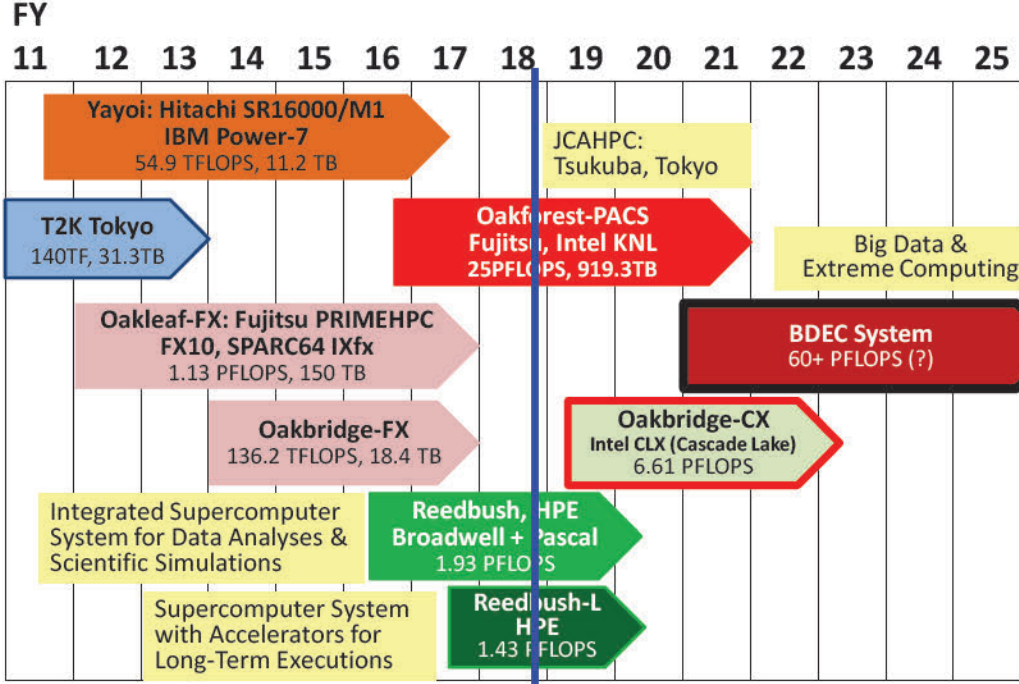 FY
11 12 13 14 15 16 17 18 19 20 21 22 23 24 25
Yayoi: Hitachi SR16000/M1
IBM Power-7
54.9 TFLOPS, 11.2 TB
JCAHPC:
Tsukuba, Tokyo
T2K Tokyo
140TF, 31.3TB
Oakforest-PACS
Fujitsu, Intel KNL
25PFLOPS, 919.3TB
Big Data &
Extreme Computing
Oakleaf-FX: Fujitsu PRIMEHPC
FX10, SPARC64 IXfx
1.13 PFLOPS, 150 TB
BDEC System
60+ PFLOPS (?)
Oakbridge-FX
136.2 TFLOPS, 18.4 TB
Oakbridge-CX
Intel CLX (Cascade Lake)
6.61 PFLOPS
Integrated Supercomputer
System for Data Analyses &
Scientific Simulations
Reedbush, HPE
Broadwell + Pascal
1.93 PFLOPS
Supercomputer System
with Accelerators for
Long-Term Executions
Reedbush-L
HPE
1.43 PFLOPS